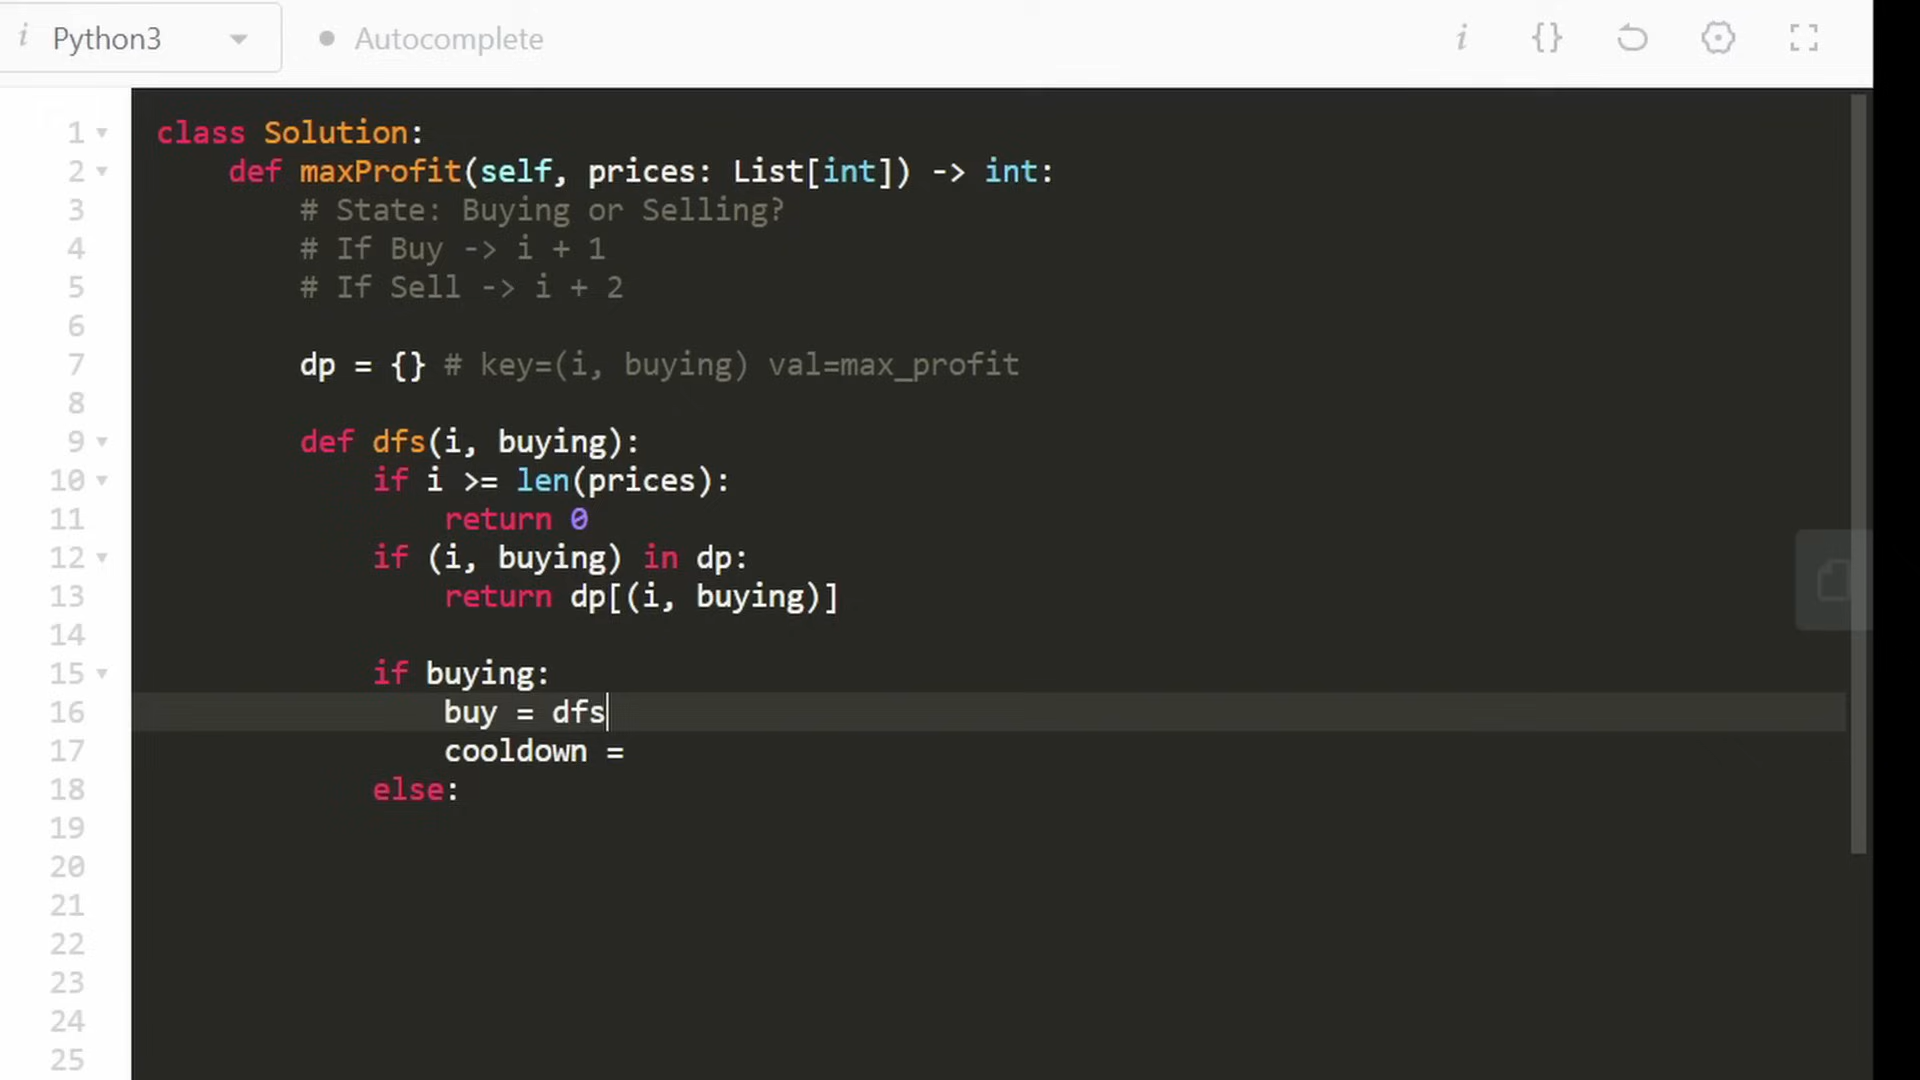 i Python3 Autocomplete i {}
1 class Solution:
2 def maxProfit(self, prices: List[int]) -> int:
3 # State: Buying or Selling?
4 # If Buy -> i + 1
5 # If Sell -> i + 2
6
7 dp = {} # key=(i, buying) val=max_profit
8
9 def dfs(i, buying):
10 if i >= len(prices):
11 return 0
12 if (i, buying) in dp:
13 return dp[(i, buying)]
14
15 if buying:
16 buy = dfs
17 cooldown =
18 else:
19
20
21
22
23
24
25